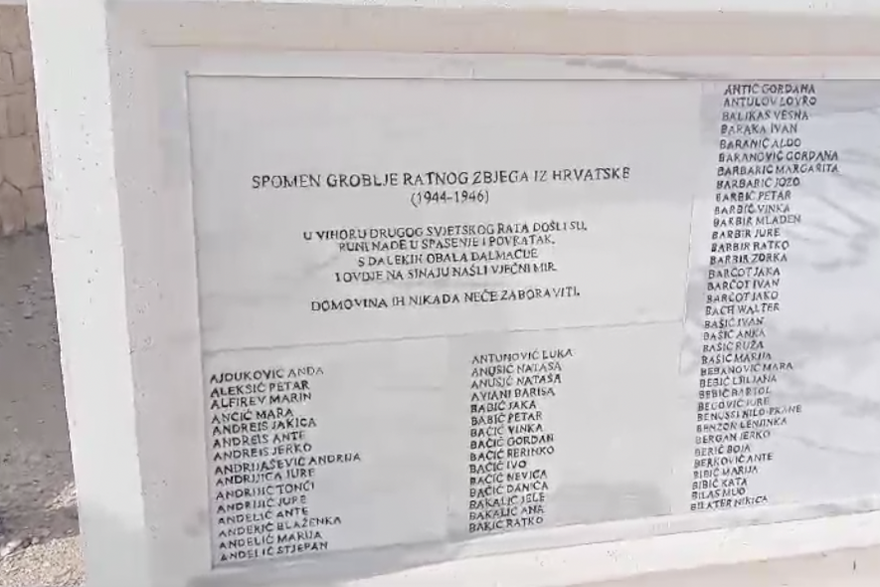 SPOMEN GROBLJE RATNOG ZBJEGA IZ HRVATSKE
(1944-1946)
U VIHORU DRUGOG SVJETSKOG RATA DOŠLI SU,
PUNI NADE U SPASENJE I POVRATAK,
S DALEKIH OBALA DALMACIJE
I OVDJE NA SINAJU NAŠLI VJEČNI MIR.
DOMOVINA IH NIKADA NEĆE ZABORAVITI.
AJDUKOVIĆ ANDA
ALEKSIĆ PETAR
ALFIREV MARIN
ANČIĆ MARA
ANDREIS JAKICA
ANDREIS ANTE
ANDREIS JERKO
ANDRIJAŠEVIĆ ANDRIJA
ANDRIJICA JURE
ANDRIJIĆ TONČI
ANDRIJIĆ JURE
ANĐELIĆ ANTE
BLAŽENKA
ANĐELIĆ MARIJA
ANĐELIĆ STJEPAN
ANTUNOVIĆ LUKA
ANUŠIĆ NATAŠA
ANUŠIĆ NATAŠA
AVIANI BARISA
BABIĆ JAKA
BABIĆ PETAR
BAČIĆ VINKA
BAČIĆ GORDAN
BAČIĆ BERINKO
BAČIĆ IVO
BAČIĆ NEVICA
BAČIĆ DANICA
BAKALIĆ JELE
BAKALIĆ ANA
BAKIĆ RATKO
ANTIĆ GORDANA
ANTULOV LOVRO
BALIKAS VESNA
BARAKA IVAN
BARANIĆ ALDO
BARANOVIĆ GORDANA
BARBARIĆ MARGARITA
BARBARIĆ JOZO
BARBIĆ PETAR
BARBIĆ VINKA
BARBIR MLADEN
BARBIR JURE
BARBIR RATKO
BARBIR ZORKA
BARČOT JAKA
BARČOT IVAN
BARČOT JAKO
BACH WALTER
BAŠIĆ IVAN
BAŠIĆ ANKA
BAŠIĆ RUŽA
BAŠIĆ MARIJA
BEBANOVIĆ MARA
BEBIĆ LJILJANA
BEBIĆ BARTOL
BEGOVIĆ JURE
BENUSSI NILO-FRANE
BENZON LENJINKA
BERGAN JERKO
BERIĆ BOJA
BERKOVIĆ ANTE
BIBIĆ MARIJA
BIBIĆ KATA
BILAS
NIKICA